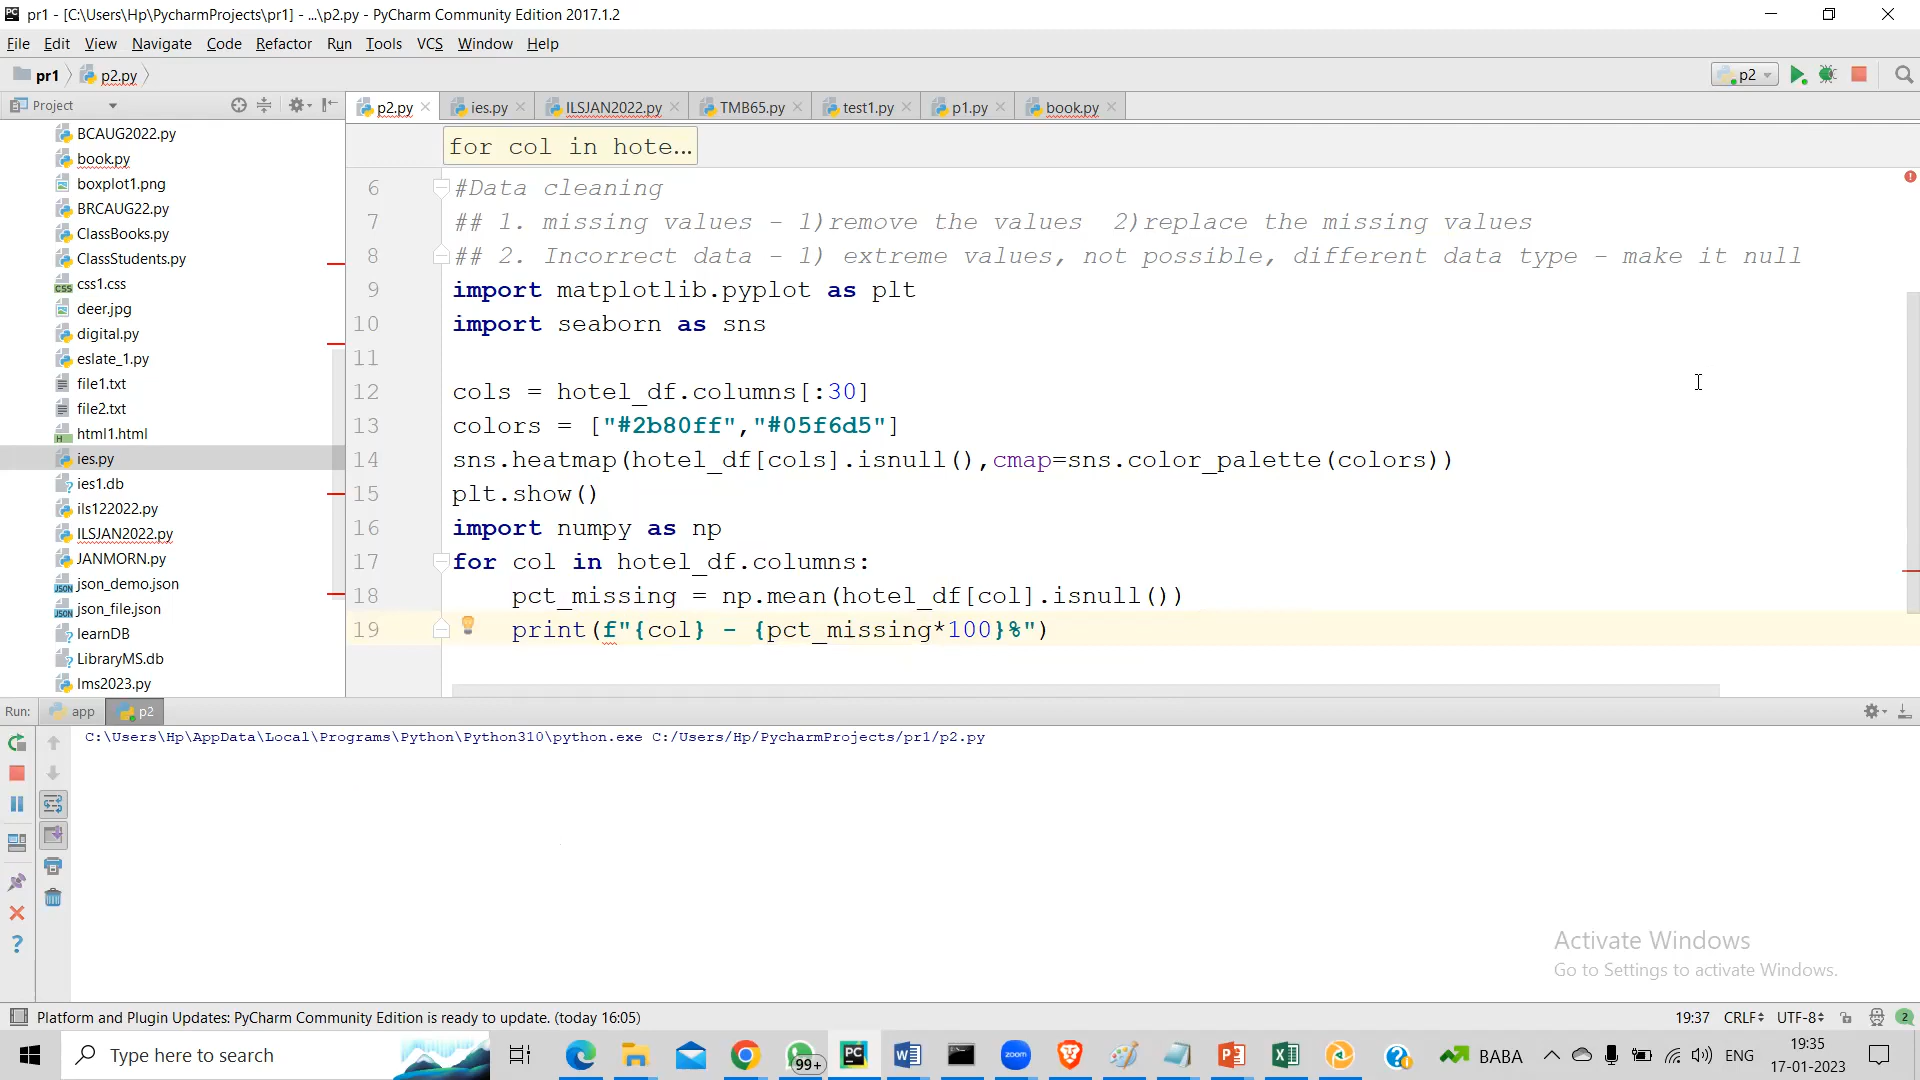 pr1 - [C:\Users\Hp\PycharmProjects\pr1] - ...\p2.py - PyCharm Community Edition 2017.1.2
File Edit View Navigate Code Refactor Run Tools VCS Window Help
pr1 p2.py p2
Project p2.py ies.py ILSJAN2022.py TMB65.py test1.py p1.py book.py
for col in hote...
BCAUG2022.py
book.py
boxplot1.png
BRCAUG22.py
ClassBooks.py
ClassStudents.py
css1.css
deer.jpg
digital.py
eslate_1.py
file1.txt
file2.txt
html1.html
ies.py
ies1.db
ils122022.py
ILSJAN2022.py
JANMORN.py
json_demo.json
json_file.json
learnDB
LibraryMS.db
lms2023.py
6 #Data cleaning
7 ## 1. missing values - 1)remove the values  2)replace the missing values
8 ## 2. Incorrect data - 1) extreme values, not possible, different data type - make it null
9 import matplotlib.pyplot as plt
10 import seaborn as sns
11
12 cols = hotel_df.columns[:30]
13 colors = ["#2b80ff","#05f6d5"]
14 sns.heatmap(hotel_df[cols].isnull(),cmap=sns.color_palette(colors))
15 plt.show()
16 import numpy as np
17 for col in hotel_df.columns:
18     pct_missing = np.mean(hotel_df[col].isnull())
19     print(f"{col} - {pct_missing*100}%")
Run: app p2
C:\Users\Hp\AppData\Local\Programs\Python\Python310\python.exe C:/Users/Hp/PycharmProjects/pr1/p2.py
Activate Windows
Go to Settings to activate Windows.
Platform and Plugin Updates: PyCharm Community Edition is ready to update. (today 16:05) 19:37 CRLF UTF-8 2
Type here to search 99+ BABA ENG 19:35
17-01-2023